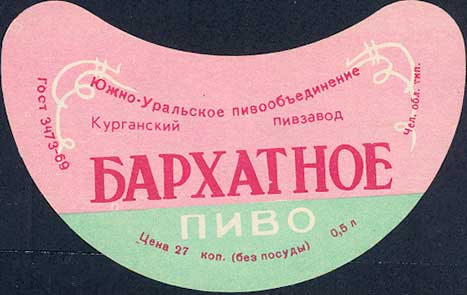 Южно-Уральское пивообъединение
Курганский Пивзавод
Гост 3473-69
Чел. обл. тип.
БАРХАТНОЕ
ПИВО
Цена 27 коп. (без посуды) 0,5 л